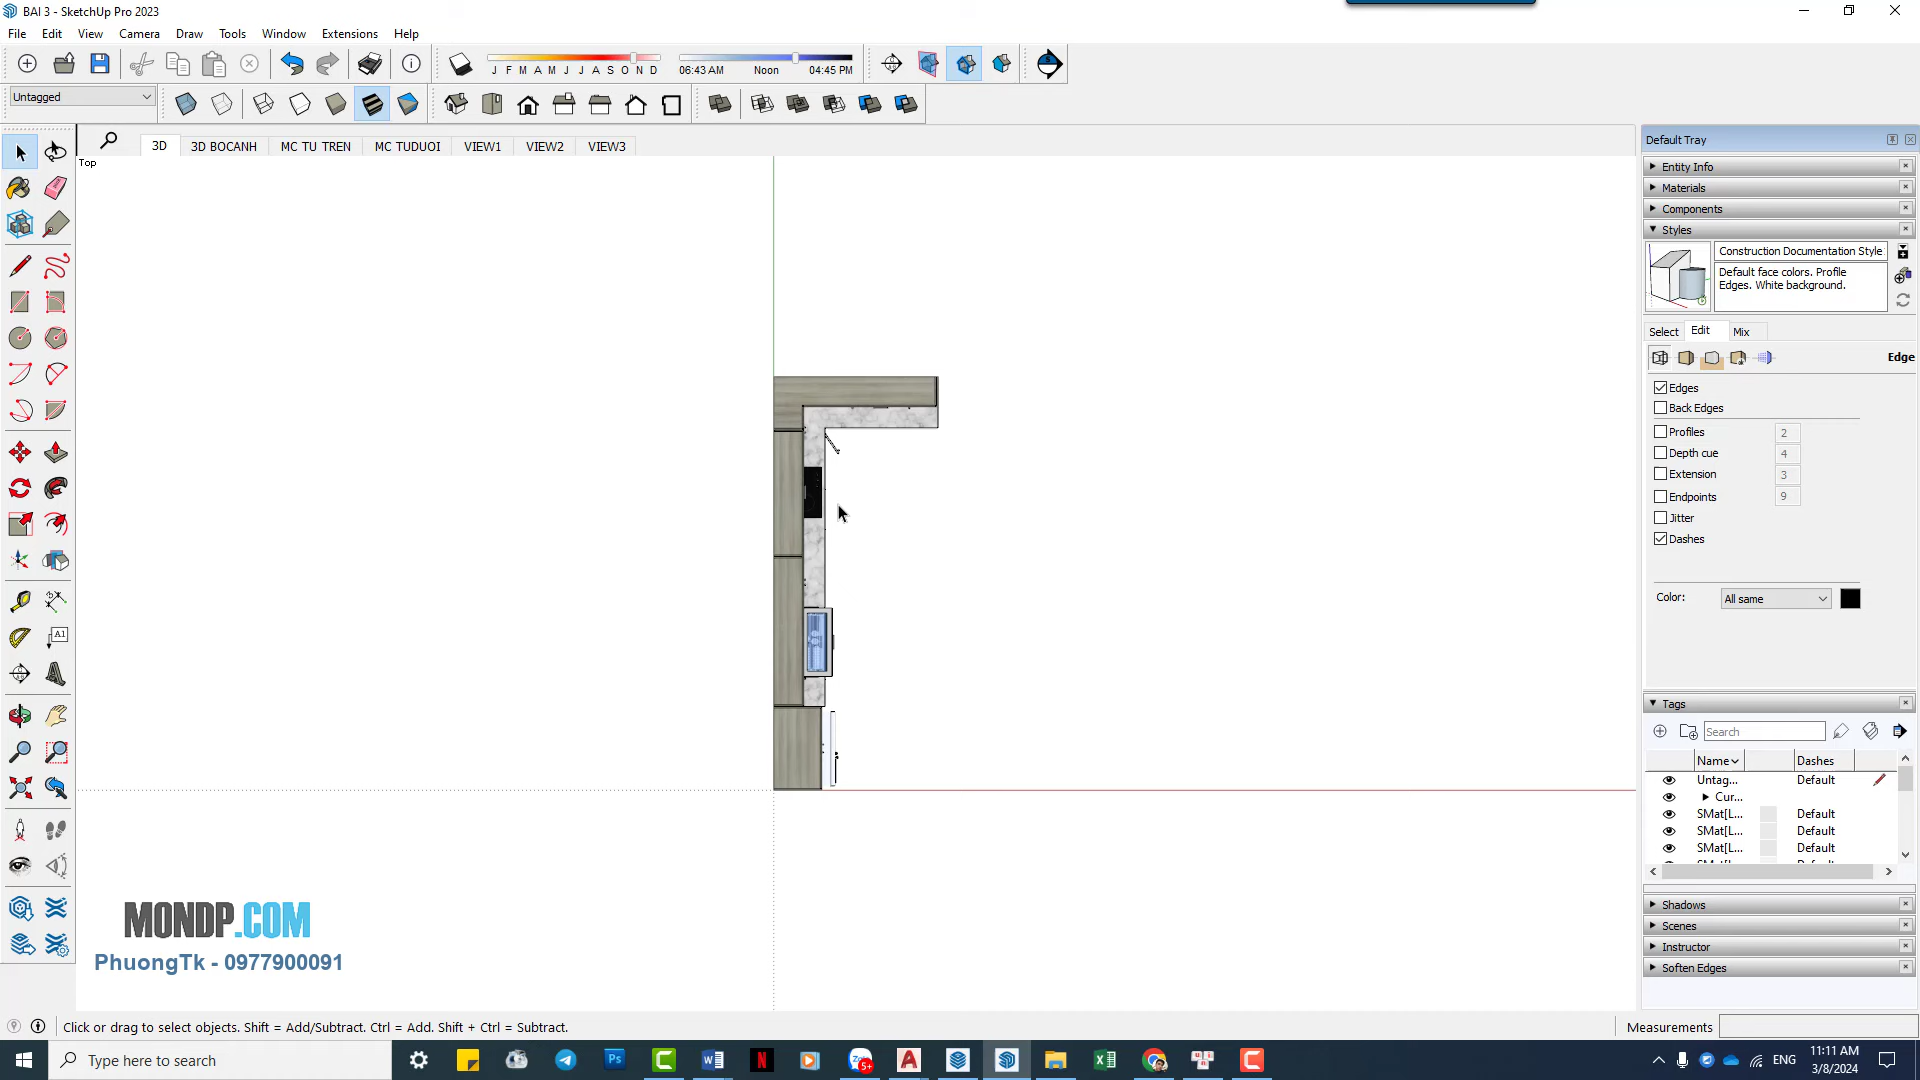 BAI 3 - SketchUp Pro 2023
File Edit View Camera Draw Tools Window Extensions Help
J F M A M J J A S O N D 06:43 AM Noon 04:45 PM
Untagged
3D 3D BOCANH MC TU TREN MC TUDUOI VIEW1 VIEW2 VIEW3
Top
Default Tray
Entity Info
Materials
Components
Styles
Construction Documentation Style
Default face colors. Profile
Edges. White background.
Select Edit Mix
Edge
Edges
Back Edges
Profiles 2
Depth cue 4
Extension 3
Endpoints 9
Jitter
Dashes
Color: All same
Tags
Search
Name Dashes
Untag... Default
Cur...
SMat[L... Default
SMat[L... Default
SMat[L... Default
Shadows
Scenes
Instructor
Soften Edges
MONDP.COM
PhuongTk - 0977900091
Click or drag to select objects. Shift = Add/Subtract. Ctrl = Add. Shift + Ctrl = Subtract.
Measurements
Type here to search
ENG
11:11 AM
3/8/2024